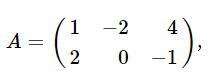 A = ( 1 −2 4
2 0 −1 ),